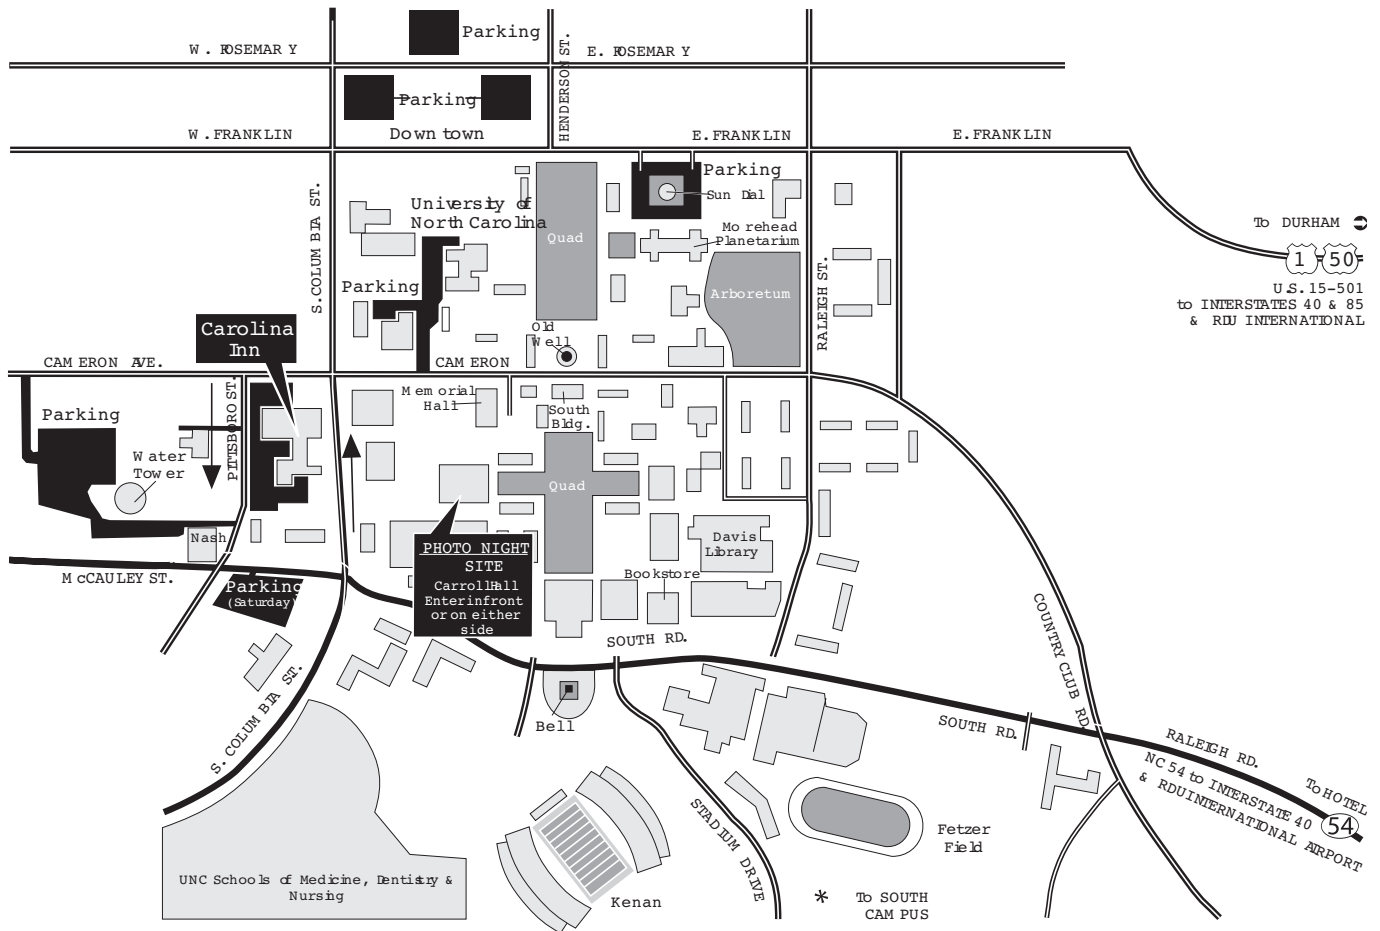 Parking
W. ROSEMARY
E. ROSEMARY
HENDERSON ST.
Parking
W. FRANKLIN
Downtown
E. FRANKLIN
E. FRANKLIN
Parking
Sun Dial
S. COLUMBIA ST.
University of
North Carolina
Quad
Morehead
Planetarium
To DURHAM
1
50
U.S. 15-501
to INTERSTATES 40 & 85
& RDU INTERNATIONAL
Parking
Arboretum
RALEIGH ST.
Carolina
Inn
Old
Well
CAMERON AVE.
CAMERON
PITTSBORO ST.
Memorial
Hall
South
Bldg.
Parking
Water
Tower
Quad
Nash
PHOTO NIGHT
SITE
Carroll Hall
Enter in front
or on either
side
Davis
Library
McCAULEY ST.
Parking
(Saturday)
Bookstore
SOUTH RD.
COUNTRY CLUB RD.
S. COLUMBIA ST.
Bell
SOUTH RD.
RALEIGH RD.
NC 54 to INTERSTATE 40
& RDU INTERNATIONAL AIRPORT
To HOTEL
54
STADIUM DRIVE
Fetzer
Field
UNC Schools of Medicine, Dentistry &
Nursing
Kenan
* To SOUTH
CAMPUS